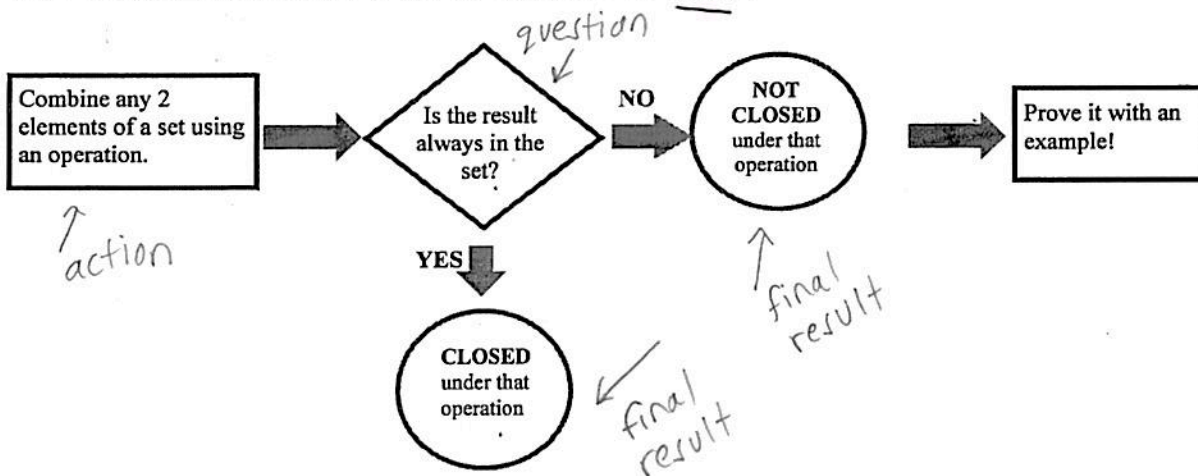 question
Combine any 2
elements of a set using
an operation.
Is the result
always in the
set?
NO
NOT
CLOSED
under that
operation
Prove it with an
example!
action
YES
final
result
CLOSED
under that
operation
final
result